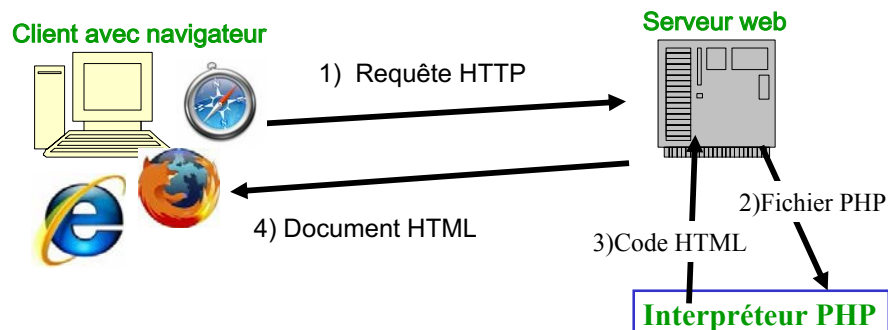 Client avec navigateur
Serveur web
1) Requête HTTP
2)Fichier PHP
3)Code HTML
4) Document HTML
Interpréteur PHP